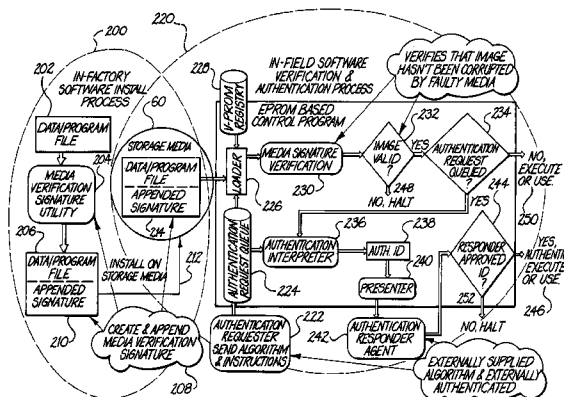 200
220
IN-FACTORY
SOFTWARE INSTALL
PROCESS
202
DATA/PROGRAM
FILE
MEDIA
VERIFICATION
SIGNATURE
UTILITY
204
206
DATA/PROGRAM
FILE
APPENDED
SIGNATURE
210
60
STORAGE MEDIA
DATA/PROGRAM
FILE
APPENDED
SIGNATURE
214
INSTALL ON
STORAGE MEDIA
212
CREATE & APPEND
MEDIA VERIFICATION
SIGNATURE
208
228
V-PROM
REGISTRY
IN-FIELD SOFTWARE
VERIFICATION &
AUTHENTICATION PROCESS
EPROM BASED
CONTROL PROGRAM
LOADER
226
MEDIA SIGNATURE
VERIFICATION
230
VERIFIES THAT IMAGE
HASN'T BEEN CORRUPTED
BY FAULTY MEDIA
232
IMAGE
VALID
?
YES
248
NO, HALT
234
AUTHENTICATION
REQUEST
QUEUED
?
NO,
EXECUTE
OR USE.
250
YES
244
AUTHENTICATION
REQUEST QUEUE
224
236
AUTHENTICATION
INTERPRETER
238
AUTH. ID
240
PRESENTER
RESPONDER
APPROVED
ID
?
YES,
AUTHENTIC
EXECUTE
OR USE.
246
252
NO, HALT
222
AUTHENTICATION
REQUESTER
SEND ALGORITHM
& INSTRUCTIONS
242
AUTHENTICATION
RESPONDER
AGENT
EXTERNALLY SUPPLIED
ALGORITHM & EXTERNALLY
AUTHENTICATED